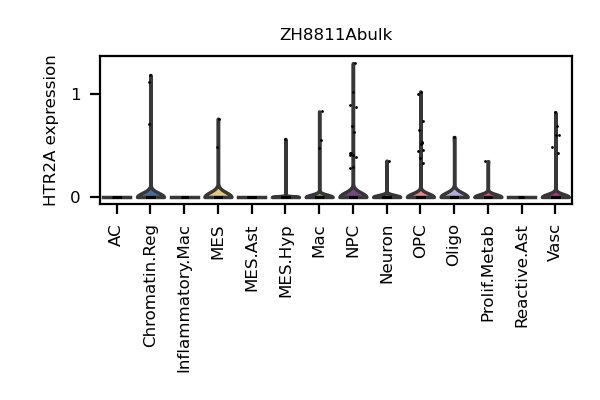 ZH8811Abulk
HTR2A expression
1
0
AC
Chromatin.Reg
Inflammatory.Mac
MES
MES.Ast
MES.Hyp
Mac
NPC
Neuron
OPC
Oligo
Prolif.Metab
Reactive.Ast
Vasc